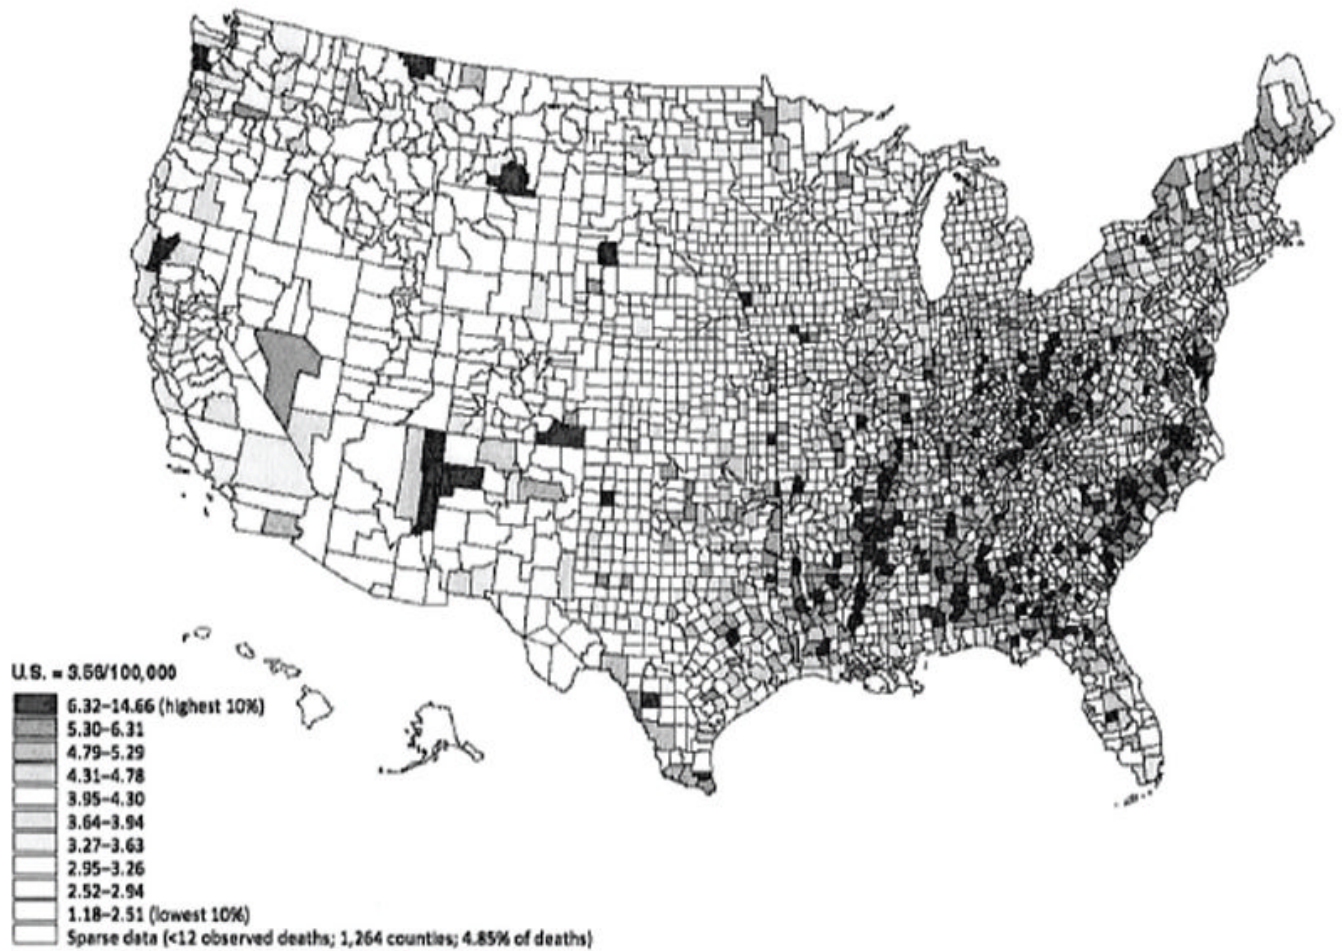 U.S. = 3.56/100,000
6.32–14.66 (highest 10%)
5.30–6.31
4.79–5.29
4.31–4.78
3.95–4.30
3.64–3.94
3.27–3.63
2.95–3.26
2.52–2.94
1.18–2.51 (lowest 10%)
Sparse data (<12 observed deaths; 1,264 counties; 4.85% of deaths)